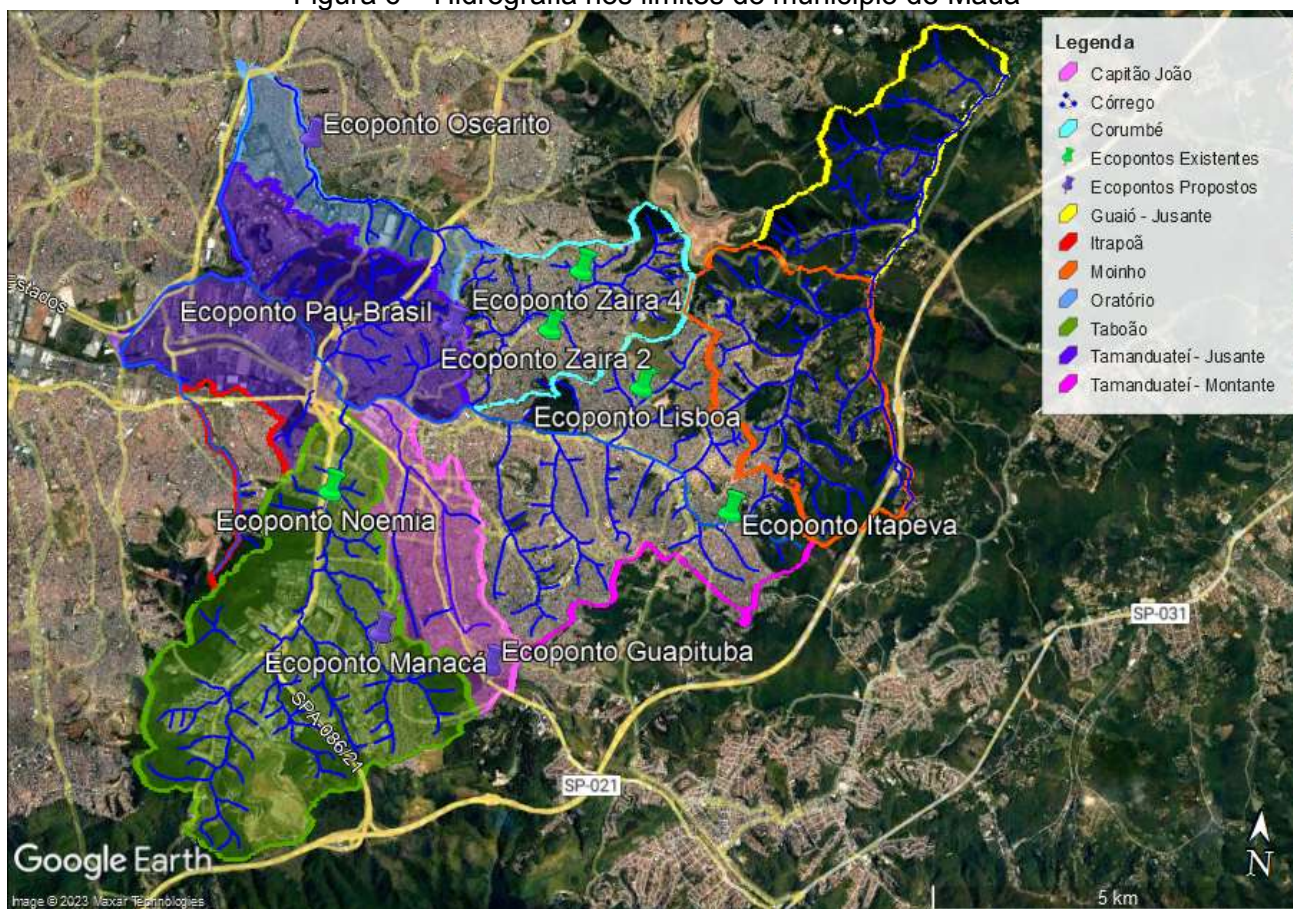 Figura 3 – Hidrografia nos limites do município de Mauá
Legenda
Capitão João
Córrego
Corumbé
Ecopontos Existentes
Ecopontos Propostos
Guaió - Jusante
Itrapoã
Moinho
Oratório
Taboão
Tamanduateí - Jusante
Tamanduateí - Montante
Ecoponto Oscarito
Estados
Ecoponto Pau-Brasil
Ecoponto Zaira 4
Ecoponto Zaira 2
Ecoponto Lisboa
Ecoponto Noemia
Ecoponto Itapeva
Ecoponto Manacá
Ecoponto Guapituba
SPA-086/21
SP-031
SP-021
Google Earth
N
Image © 2023 Maxar Technologies
5 km